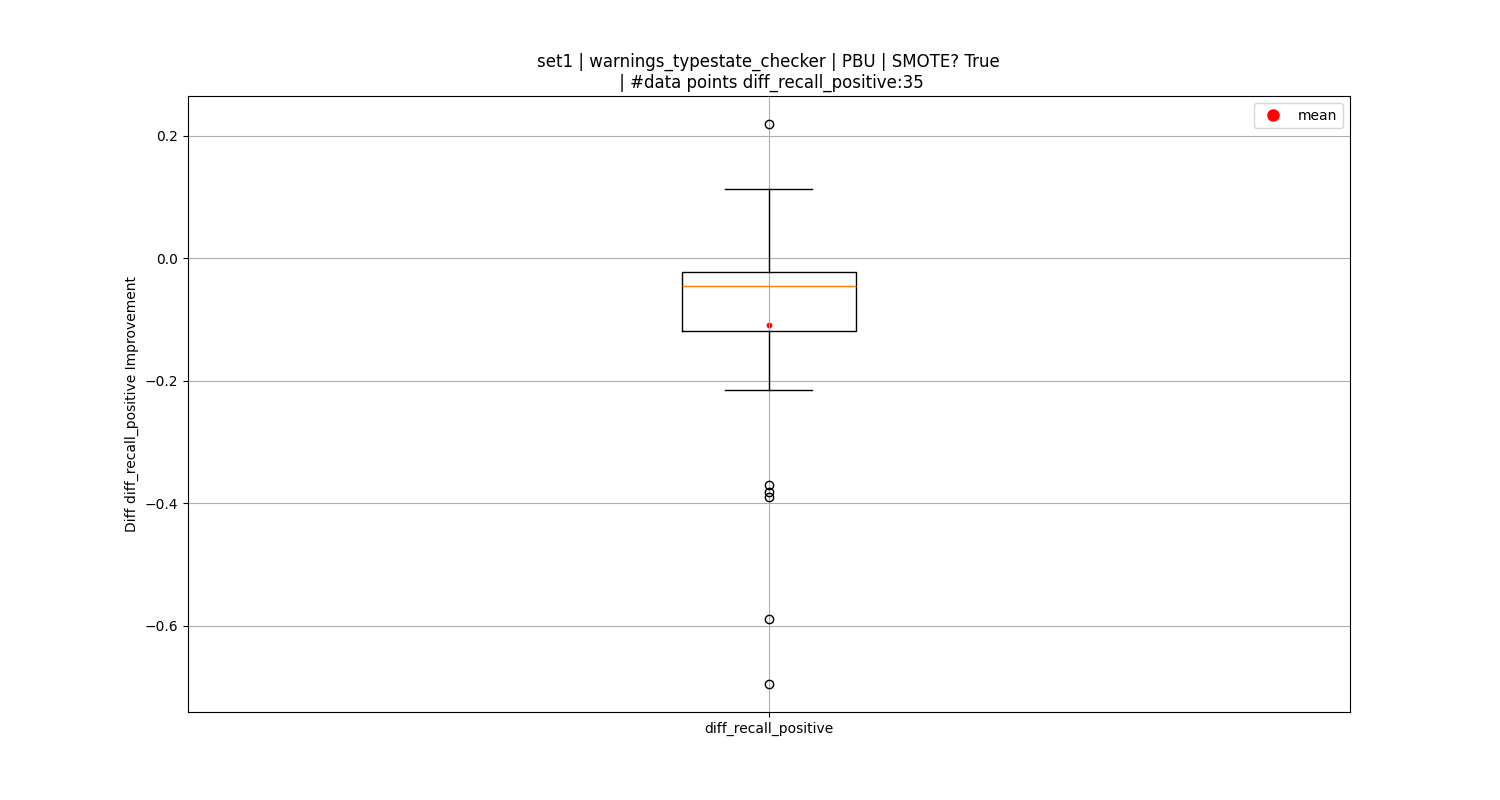 set1 | warnings_typestate_checker | PBU | SMOTE? True
| #data points diff_recall_positive:35
mean
0.2
0.0
−0.2
−0.4
−0.6
Diff diff_recall_positive Improvement
diff_recall_positive